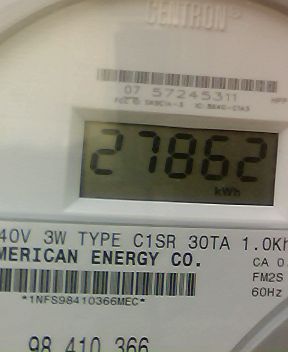 CENTRON®
07 57245311
27862
kWh
40V 3W TYPE C1SR 30TA 1.0Kh
MERICAN ENERGY CO.
CA 0.
FM2S
60Hz
*1NFS98410366MEC*
98 410 366